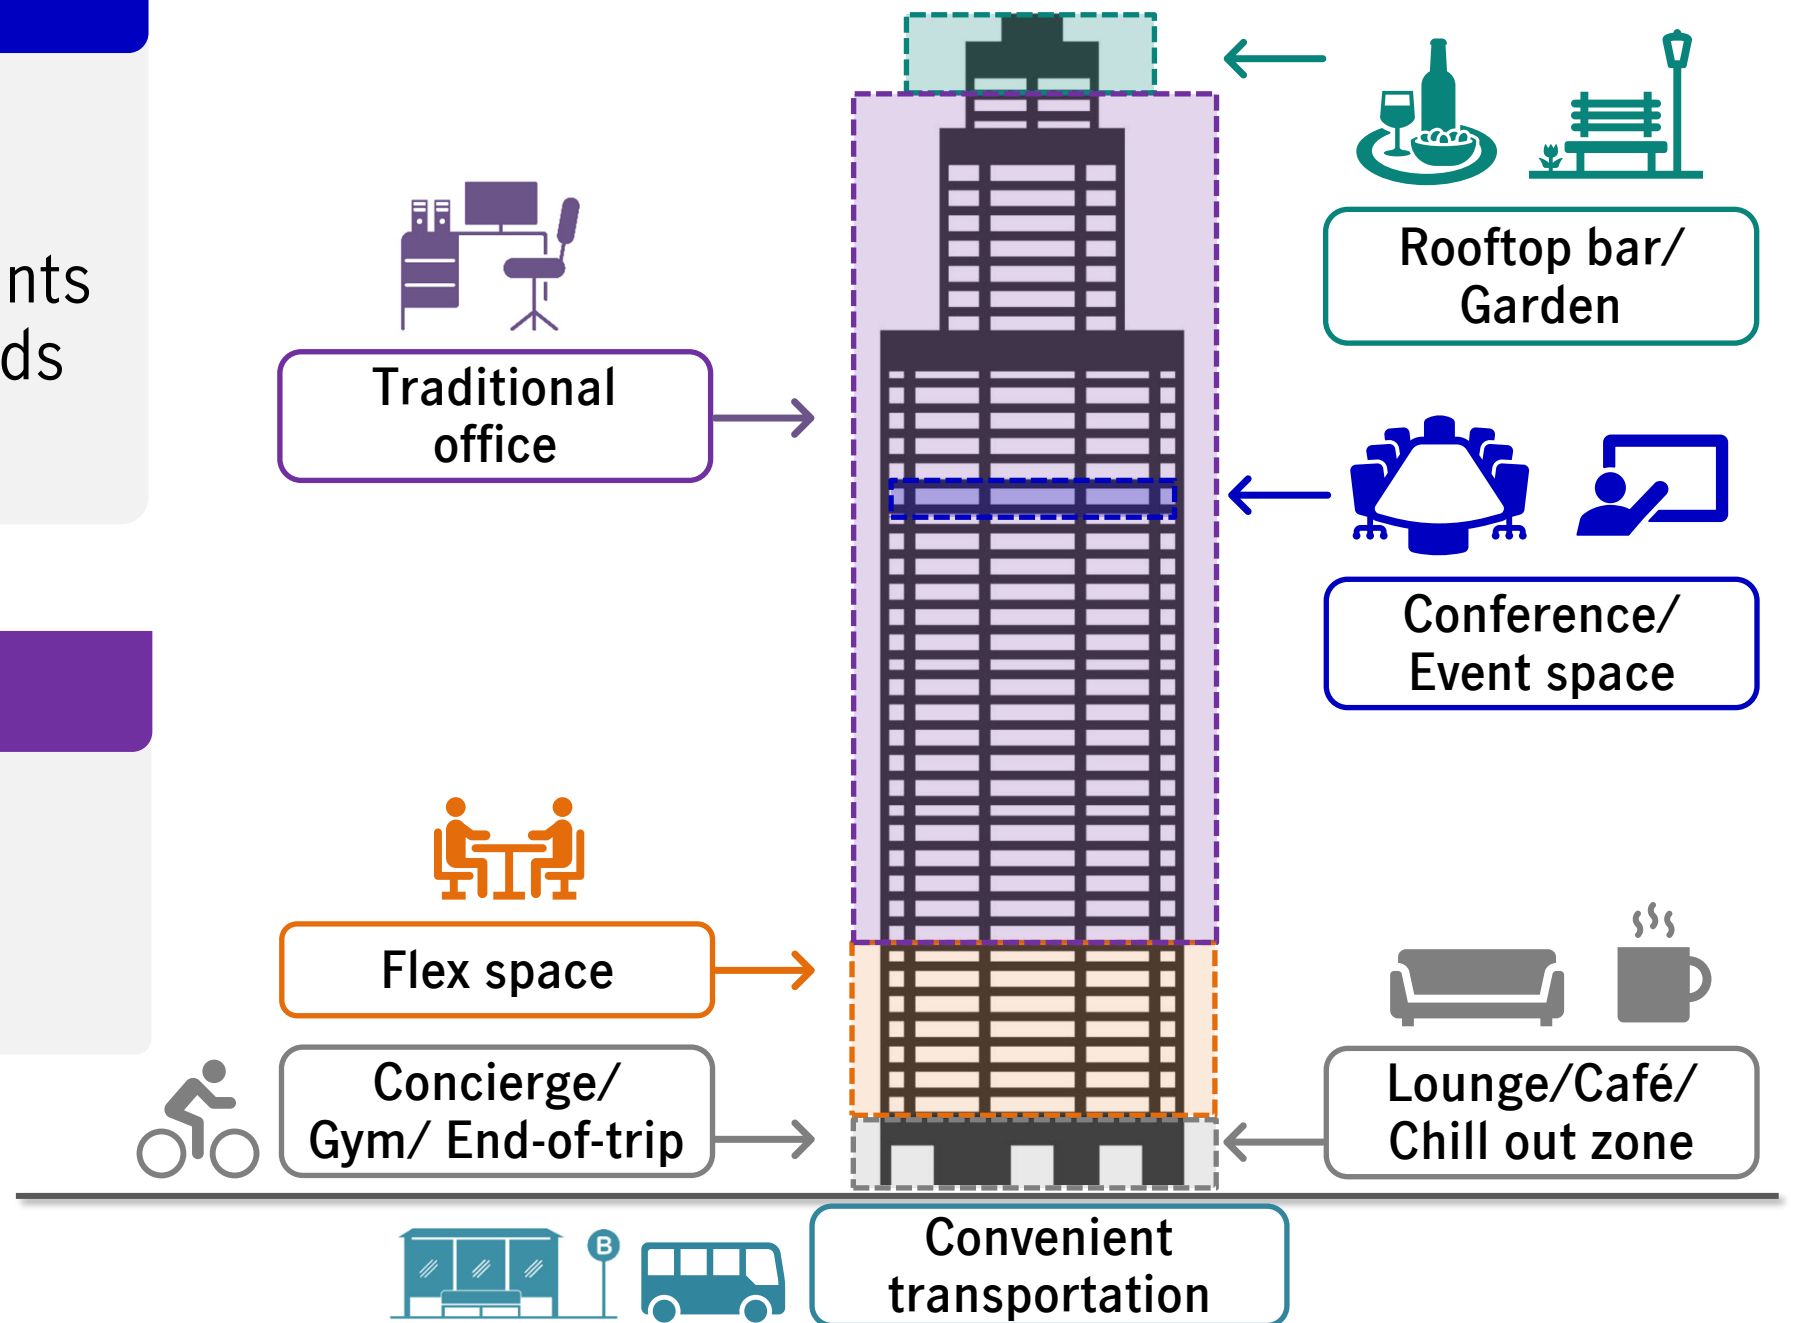 nts
ds
Traditional
office
Rooftop bar/
Garden
Conference/
Event space
Flex space
Concierge/
Gym/ End-of-trip
Lounge/Café/
Chill out zone
B
Convenient
transportation